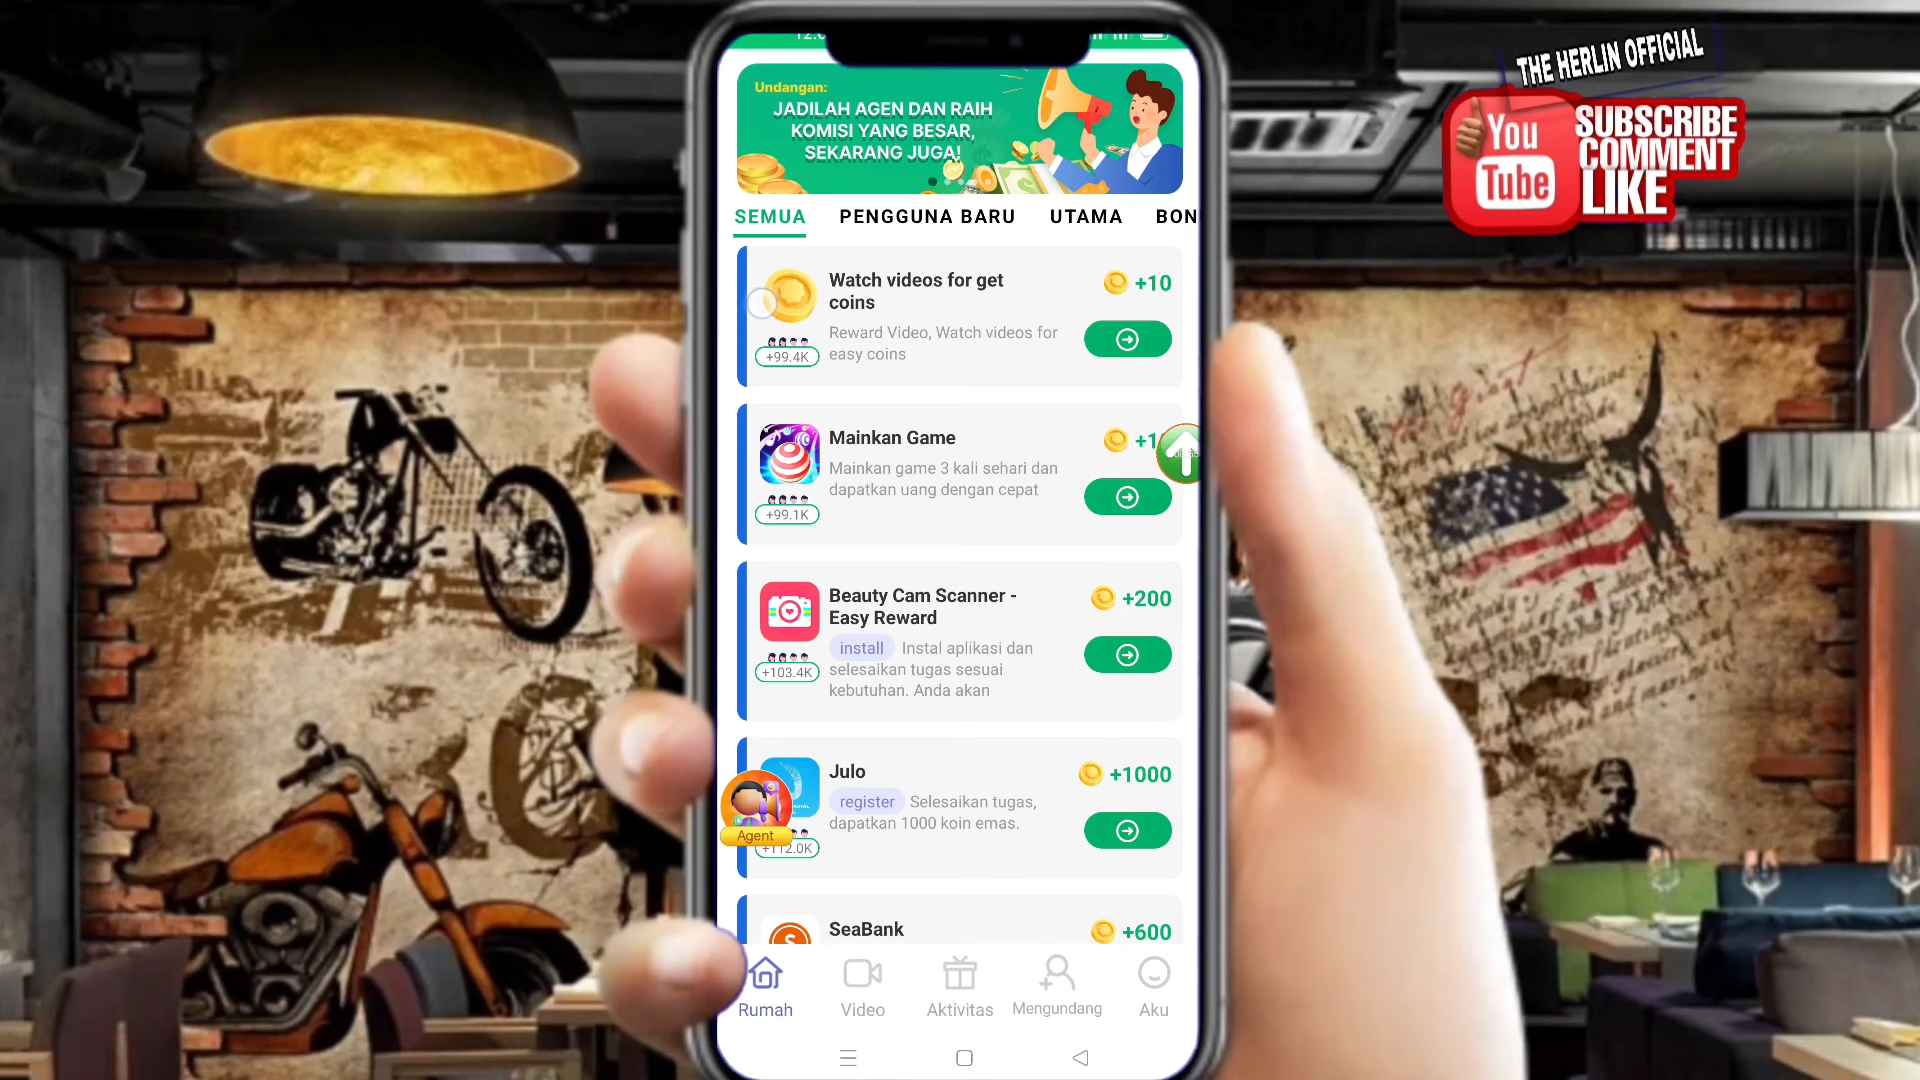 THE HERLIN OFFICIAL
You
Tube
SUBSCRIBE
COMMENT
LIKE
Undangan:
JADILAH AGEN DAN RAIH
KOMISI YANG BESAR,
SEKARANG JUGA!
SEMUA PENGGUNA BARU UTAMA BON
Watch videos for get
coins
+10
Reward Video, Watch videos for
easy coins
+99.4K
Mainkan Game
+1
Mainkan game 3 kali sehari dan
dapatkan uang dengan cepat
+99.1K
Beauty Cam Scanner -
Easy Reward
+200
install Instal aplikasi dan
selesaikan tugas sesuai
kebutuhan. Anda akan
+103.4K
Julo
+1000
register Selesaikan tugas,
dapatkan 1000 koin emas.
Agent
+112.0K
SeaBank
+600
Rumah Video Aktivitas Mengundang Aku